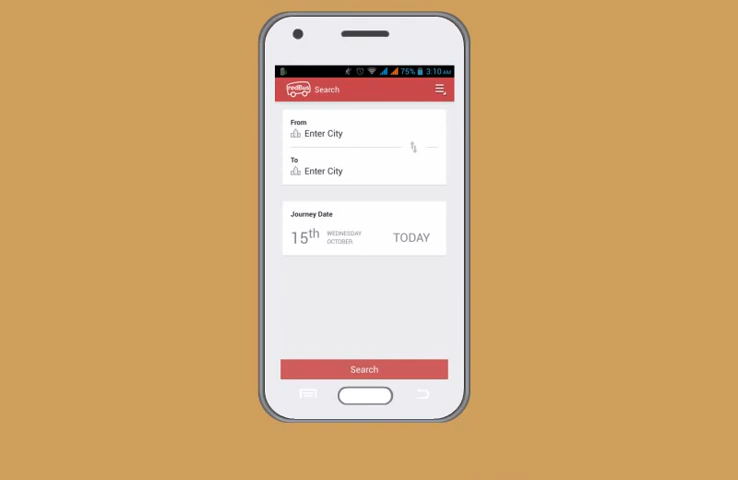 75% 3:10 AM
redBus Search
From
Enter City
To
Enter City
Journey Date
15th WEDNESDAY OCTOBER TODAY
Search